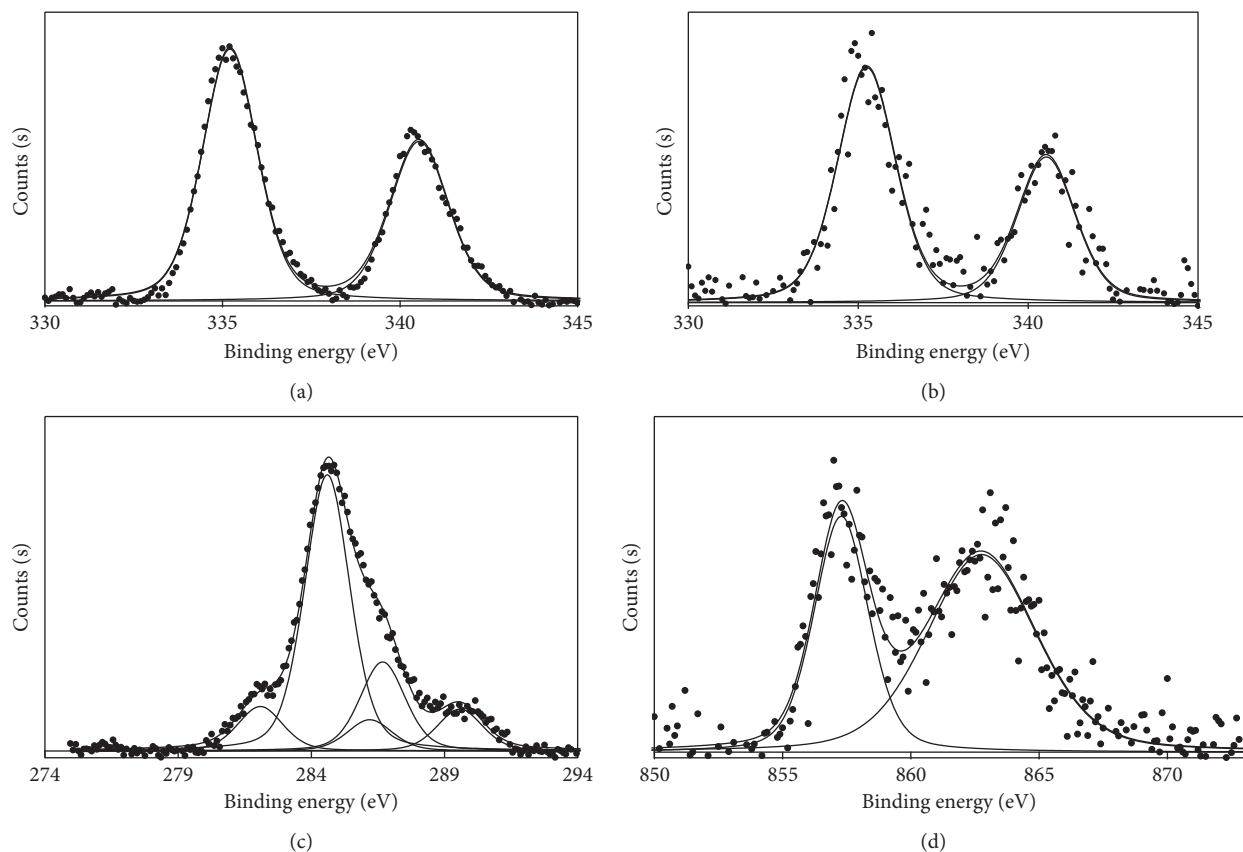 Counts (s)
330 335 340 345
Binding energy (eV)
(a)
Counts (s)
330 335 340 345
Binding energy (eV)
(b)
Counts (s)
274 279 284 289 294
Binding energy (eV)
(c)
Counts (s)
850 855 860 865 870
Binding energy (eV)
(d)